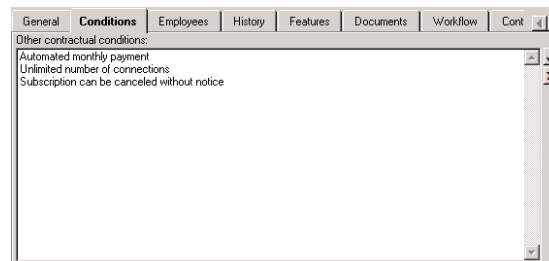 General Conditions Employees History Features Documents Workflow Cont
Other contractual conditions:
Automated monthly payment
Unlimited number of connections
Subscription can be canceled without notice